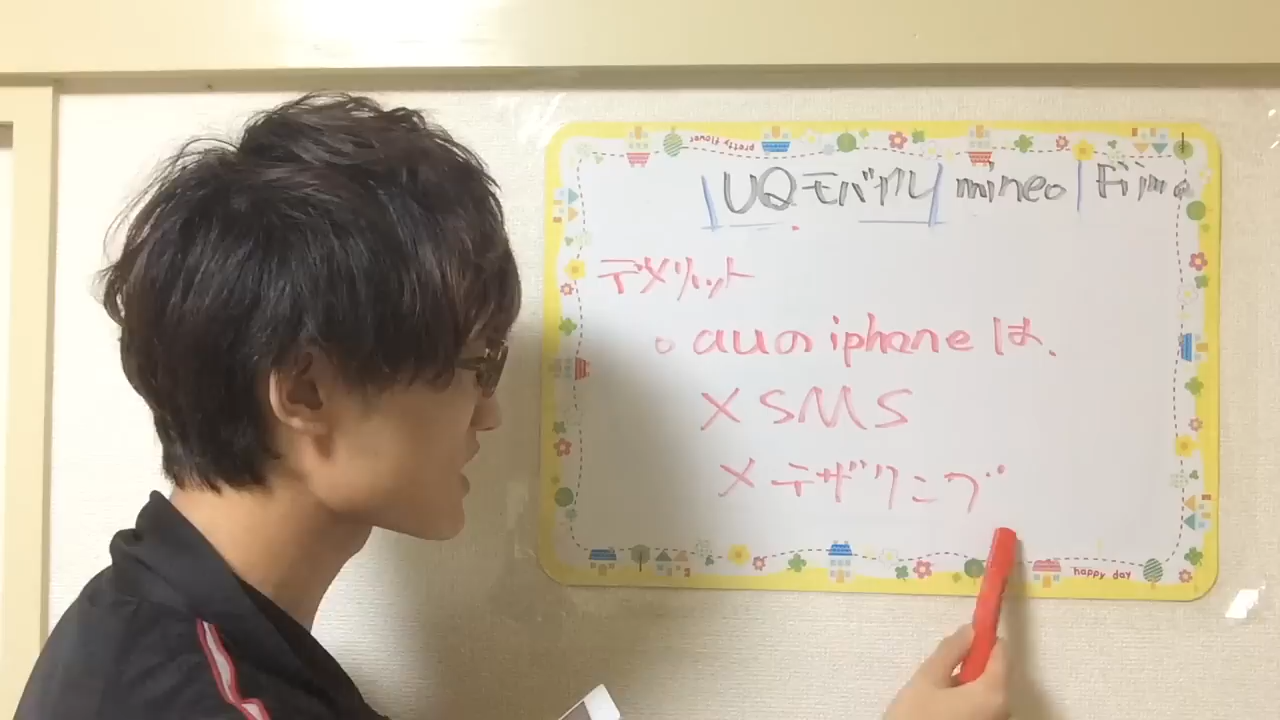 pretty flower
UQモバイル mineo Fiimo
デメリット
auのiphoneは、
×SMS
×テザリニング
happy day